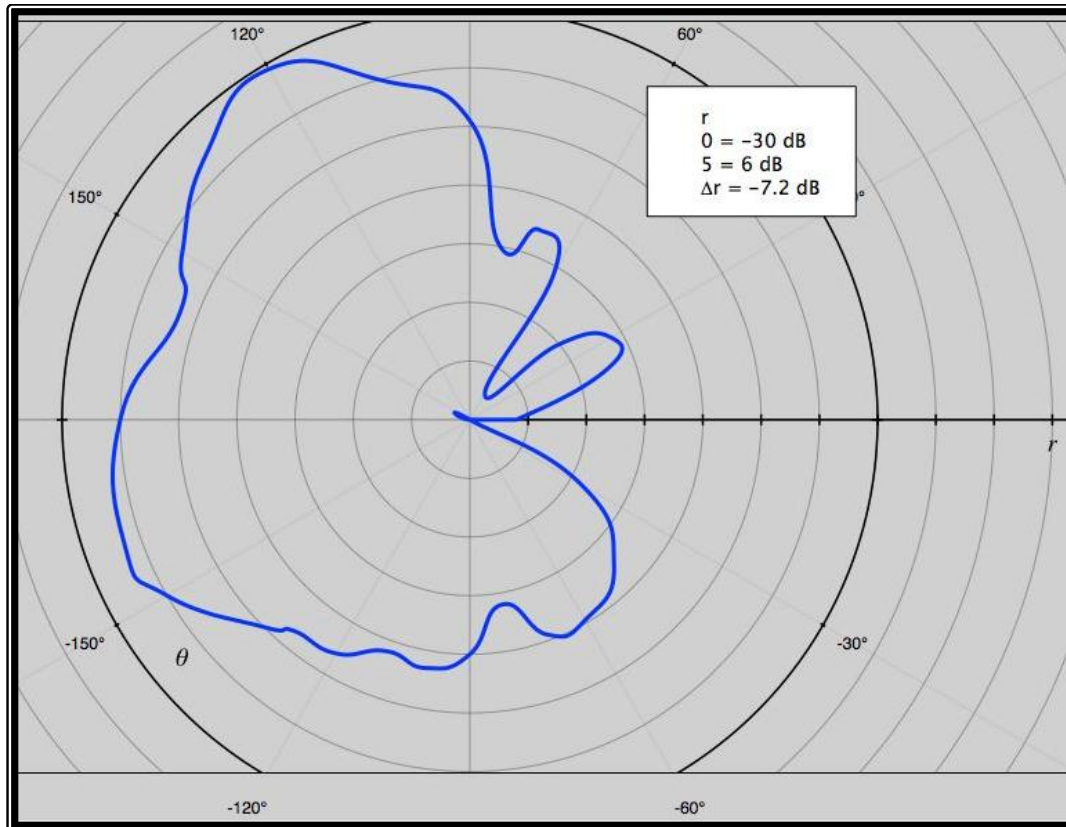 120°
60°
r
0 = −30 dB
5 = 6 dB
Δr = −7.2 dB
150°
r
-150°
-30°
θ
-120°
-60°